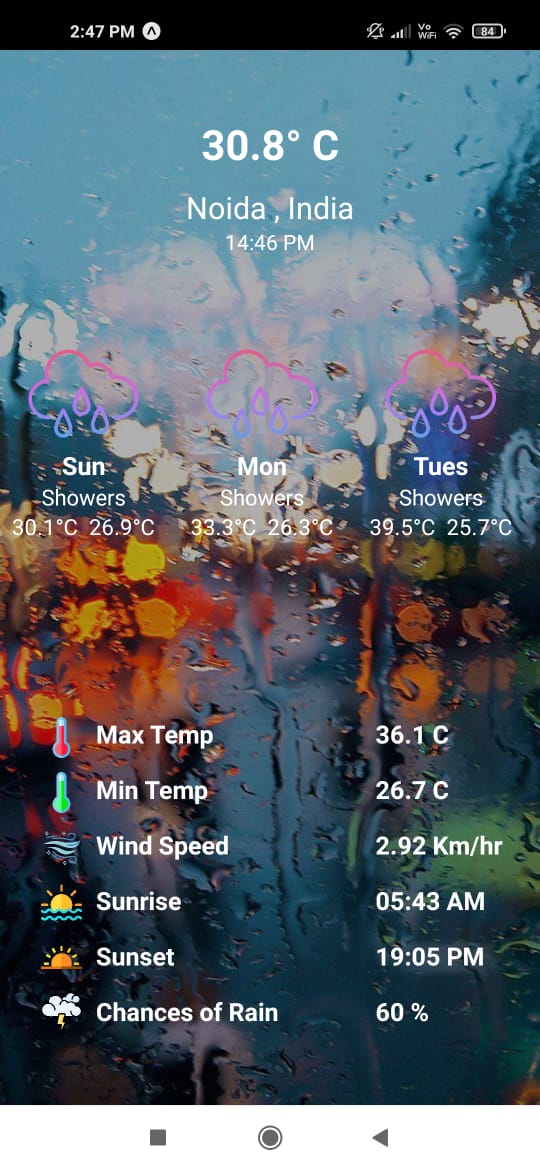 2:47 PM
Vo
WiFi
84
30.8° C
Noida , India
14:46 PM
Sun Mon Tues
Showers Showers Showers
30.1°C 26.9°C 33.3°C 26.3°C 39.5°C 25.7°C
Max Temp 36.1 C
Min Temp 26.7 C
Wind Speed 2.92 Km/hr
Sunrise 05:43 AM
Sunset 19:05 PM
Chances of Rain 60 %